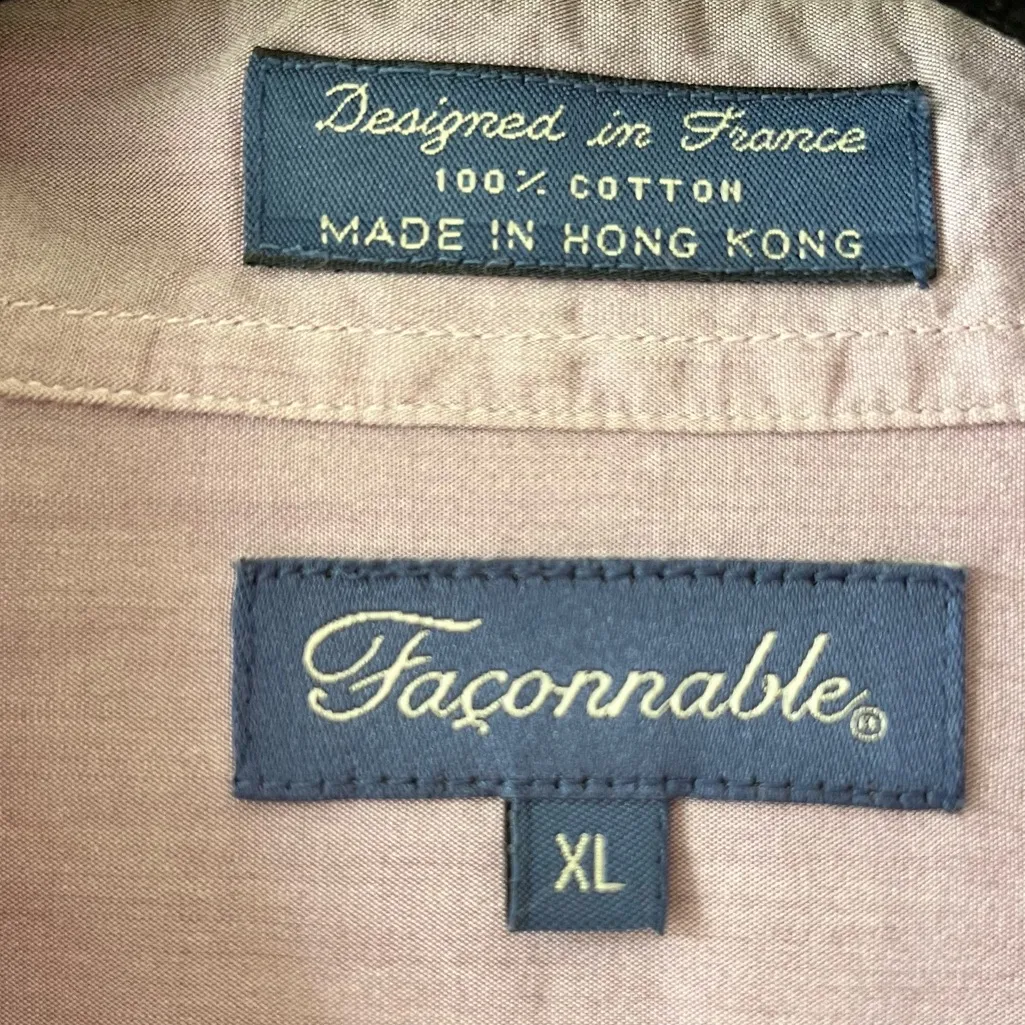 Designed in France
100% COTTON
MADE IN HONG KONG
Façonnable®
XL